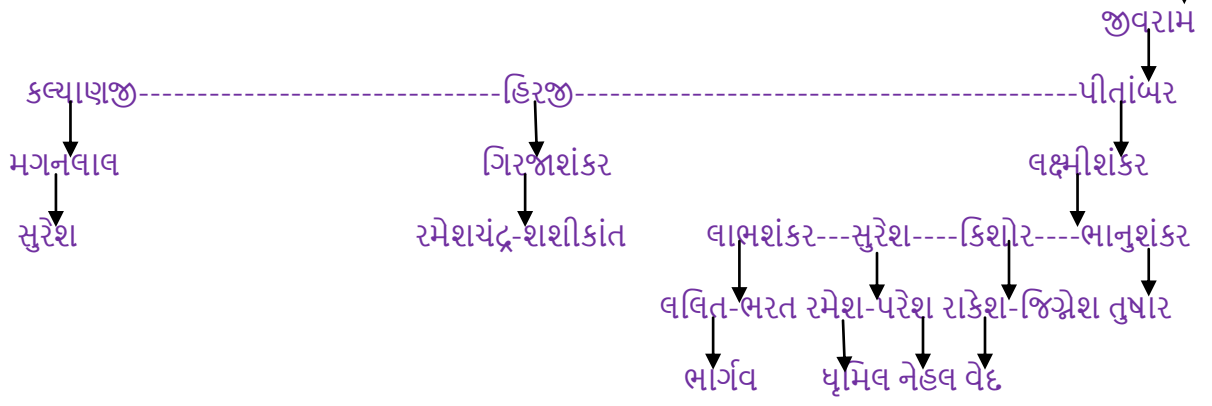 જીવરામ
કલ્યાણજી-------------------------------હિરજી-------------------------------------------પીતાંબર
મગનલાલ ગિરજાશંકર લક્ષ્મીશંકર
સુરેશ રમેશચંદ્ર-શશીકાંત લાભશંકર---સુરેશ----કિશોર----ભાનુશંકર
લલિત-ભરત રમેશ-પરેશ રાકેશ-જિગ્નેશ તુષાર
ભાર્ગવ ધૃમિલ નેહલ વેદ